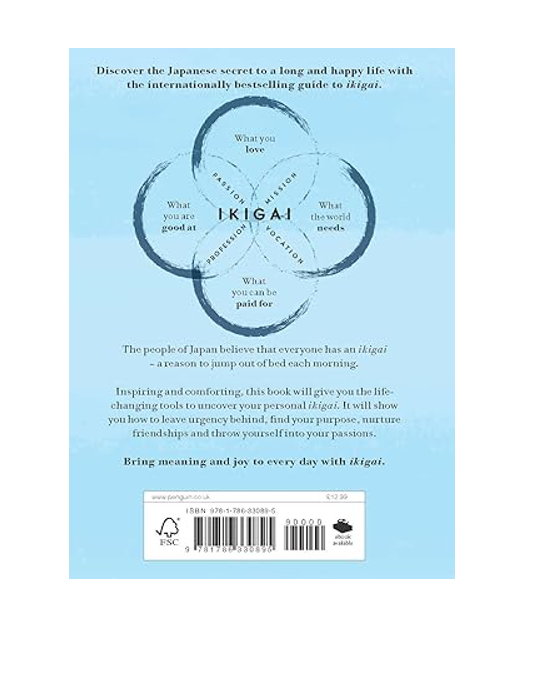 Discover the Japanese secret to a long and happy life with
the internationally bestselling guide to ikigai.
What you
love
PASSION
MISSION
What
you are
good at
IKIGAI
What
the world
needs
PROFESSION
VOCATION
What
you can be
paid for
The people of Japan believe that everyone has an ikigai
– a reason to jump out of bed each morning.
Inspiring and comforting, this book will give you the life-
changing tools to uncover your personal ikigai. It will show
you how to leave urgency behind, find your purpose, nurture
friendships and throw yourself into your passions.
Bring meaning and joy to every day with ikigai.
www.penguin.co.uk
£12.99
ISBN 978-1-786-33089-5
90000
FSC
9 781786 330895
ebook
available